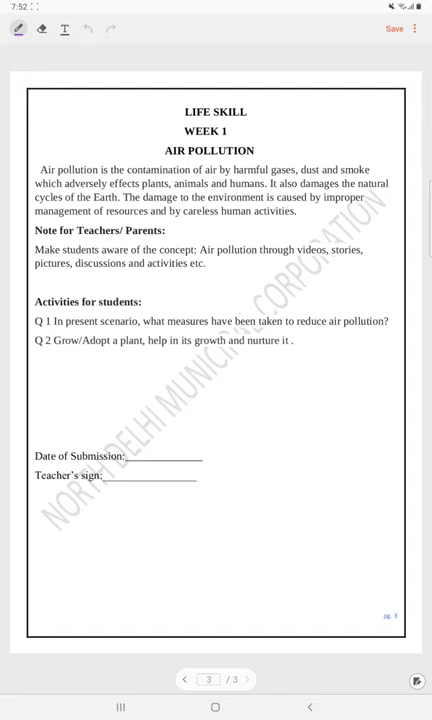 7:52
Save
LIFE SKILL
WEEK 1
AIR POLLUTION
Air pollution is the contamination of air by harmful gases, dust and smoke
which adversely effects plants, animals and humans. It also damages the natural
cycles of the Earth. The damage to the environment is caused by improper
management of resources and by careless human activities.
Note for Teachers/ Parents:
Make students aware of the concept: Air pollution through videos, stories,
pictures, discussions and activities etc.
Activities for students:
Q 1 In present scenario, what measures have been taken to reduce air pollution?
Q 2 Grow/Adopt a plant, help in its growth and nurture it .
Date of Submission:______________
Teacher's sign:_________________
NORTH DELHI MUNICIPAL CORPORATION
pg. 3
3 / 3